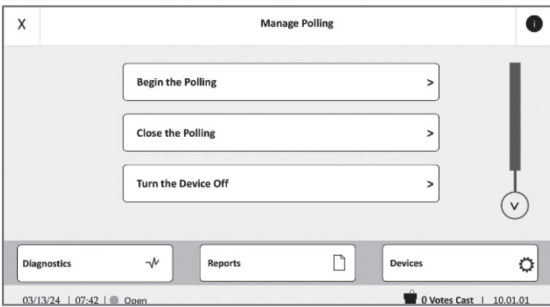 X Manage Polling i
Begin the Polling >
Close the Polling >
Turn the Device Off >
v
Diagnostics Reports Devices
03/13/24 | 07:42 | Open 0 Votes Cast | 10.01.01